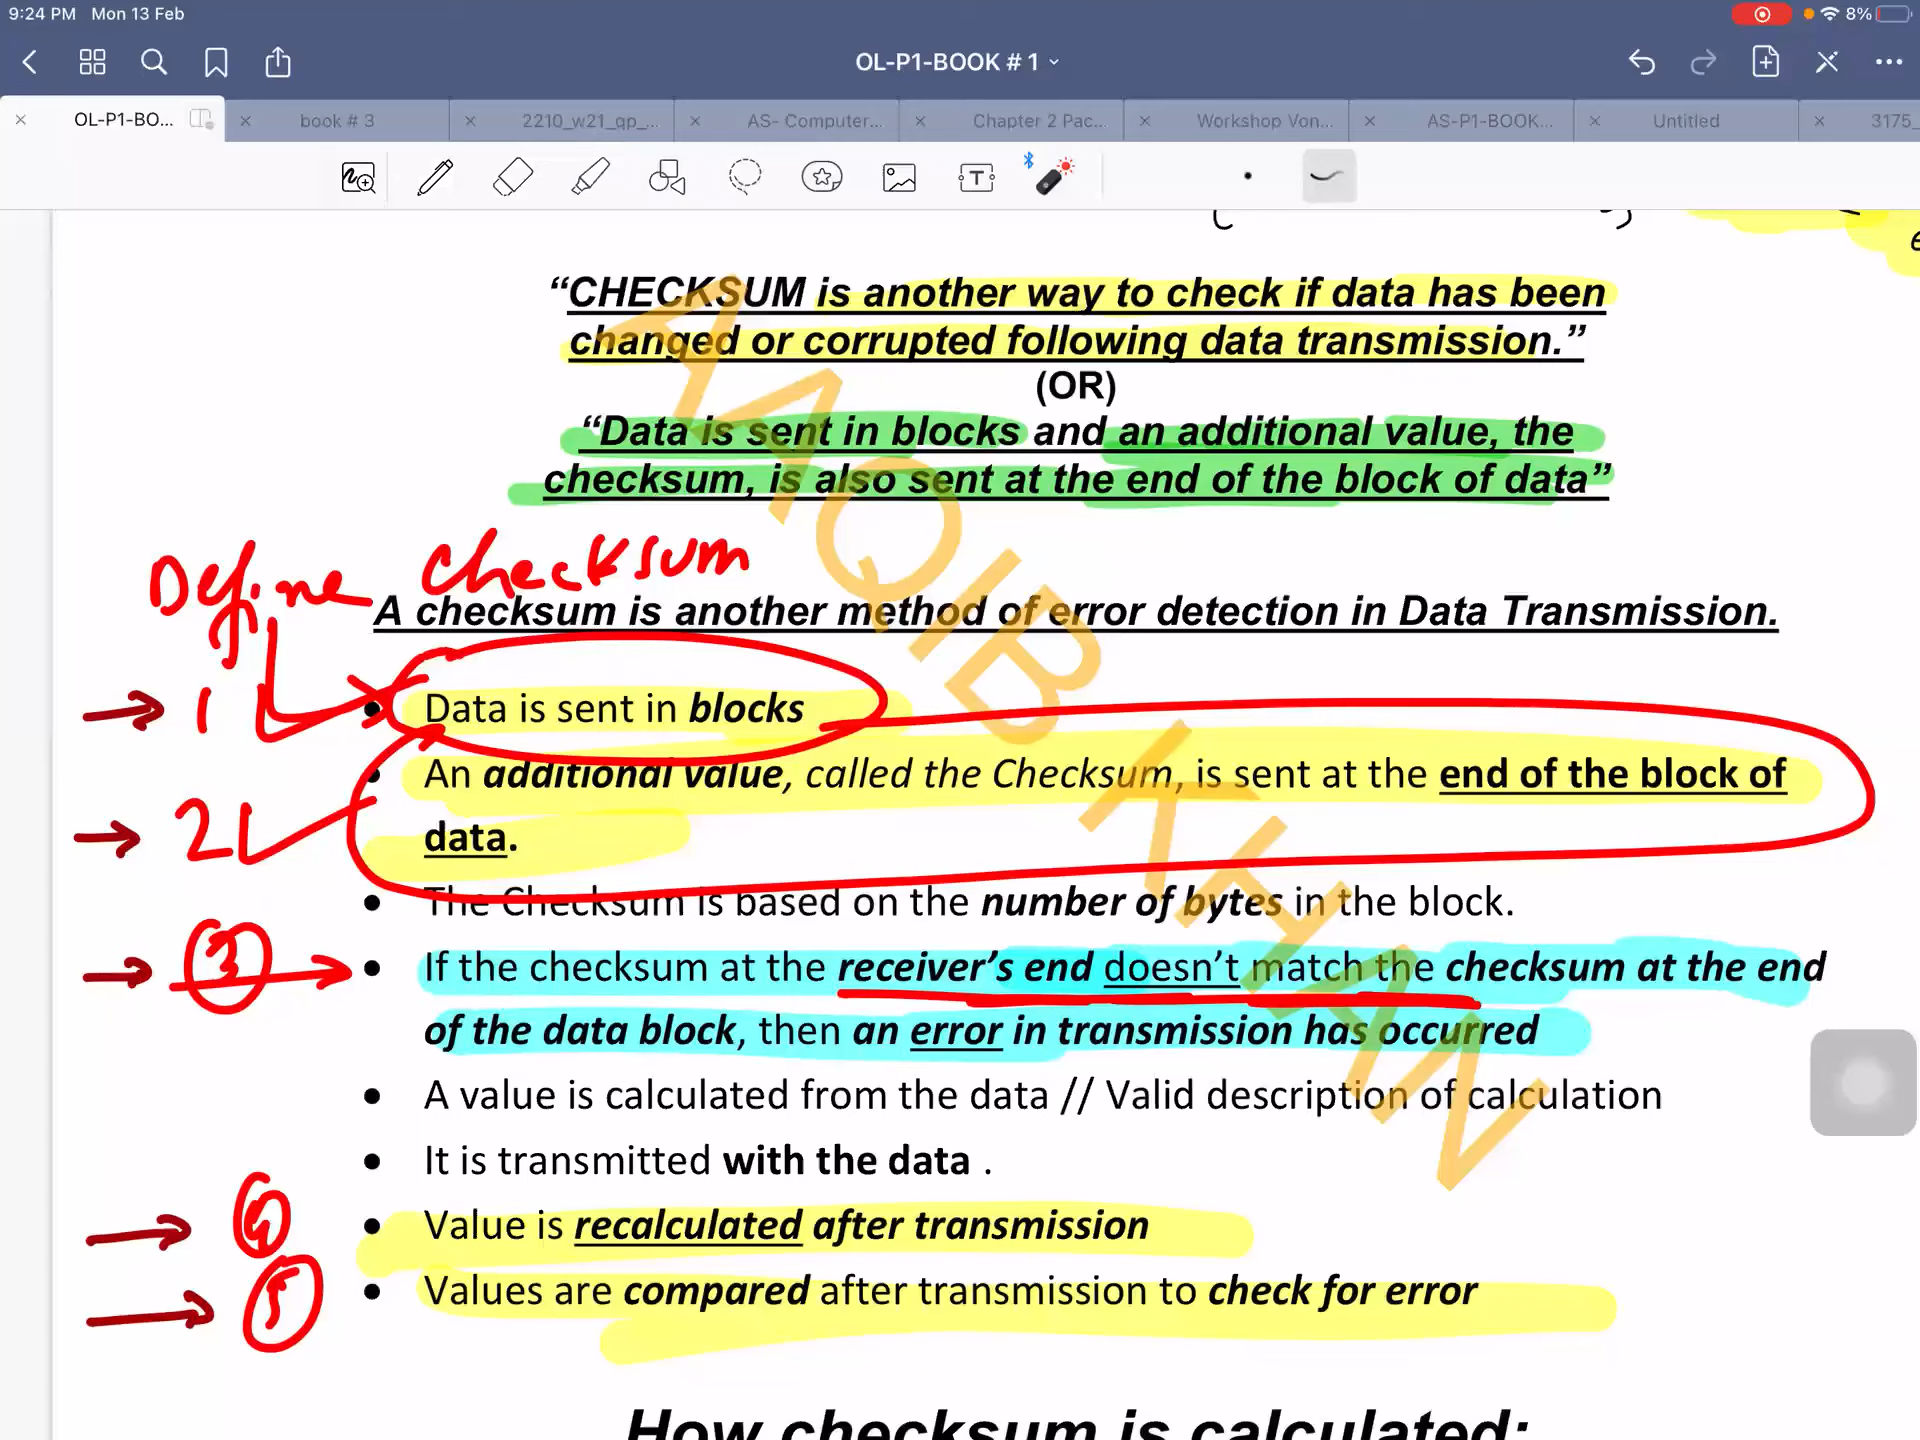 9:24 PM Mon 13 Feb
8%
OL-P1-BOOK # 1
OL-P1-BO...
book # 3
2210_w21_qp_...
AS- Computer...
Chapter 2 Pac...
Workshop Von...
AS-P1-BOOK...
Untitled
3175_
“CHECKSUM is another way to check if data has been
changed or corrupted following data transmission.”
(OR)
“Data is sent in blocks and an additional value, the
checksum, is also sent at the end of the block of data”
Define Checksum
A checksum is another method of error detection in Data Transmission.
1 • Data is sent in blocks
2 • An additional value, called the Checksum, is sent at the end of the block of
data.
• The Checksum is based on the number of bytes in the block.
3 • If the checksum at the receiver’s end doesn’t match the checksum at the end
of the data block, then an error in transmission has occurred
• A value is calculated from the data // Valid description of calculation
• It is transmitted with the data .
4 • Value is recalculated after transmission
5 • Values are compared after transmission to check for error
How checksum is calculated:
AAQIB KHAN